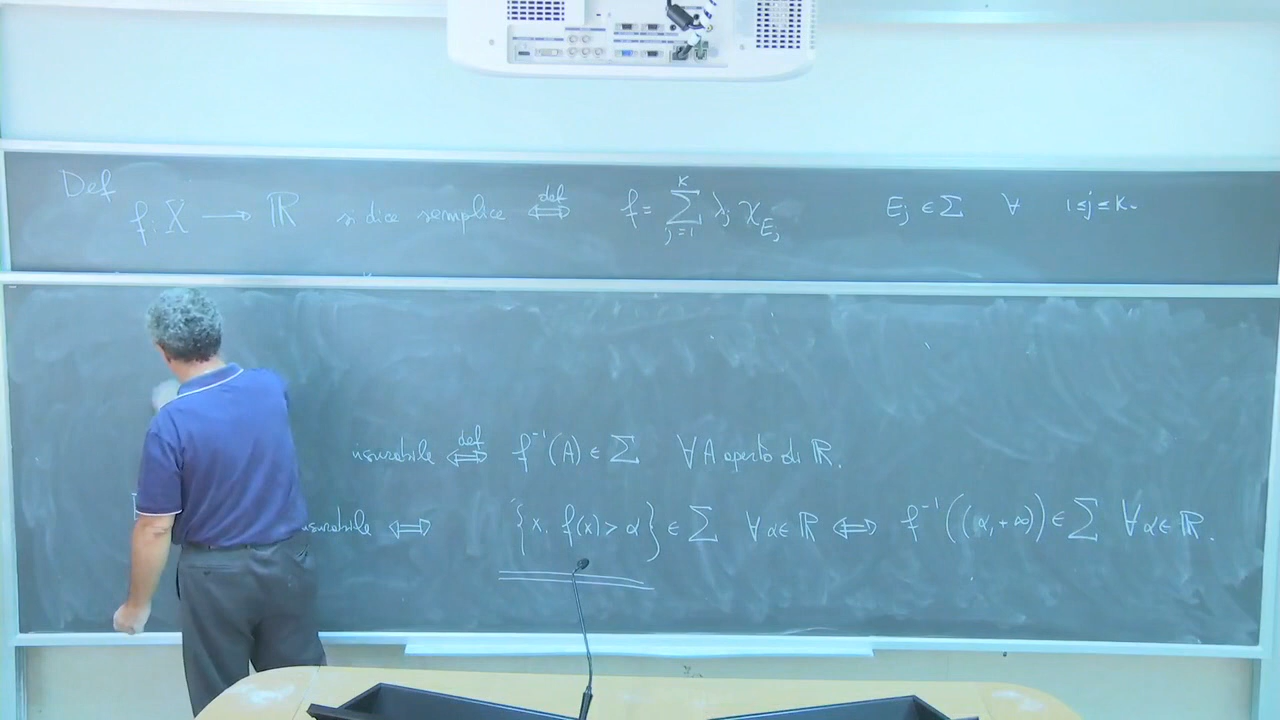 Def
f: X → ℝ si dice semplice ⇔ def f = Σ_{j=1}^{K} λ_j χ_{E_j} E_j ∈ Σ ∀ 1 ≤ j ≤ K.
isurabile ⇔ def f⁻¹(A) ∈ Σ ∀ A aperto di ℝ.
isurabile ⇔ {x: f(x) > α} ∈ Σ ∀ α ∈ ℝ ⇔ f⁻¹((α, +∞)) ∈ Σ ∀ α ∈ ℝ.